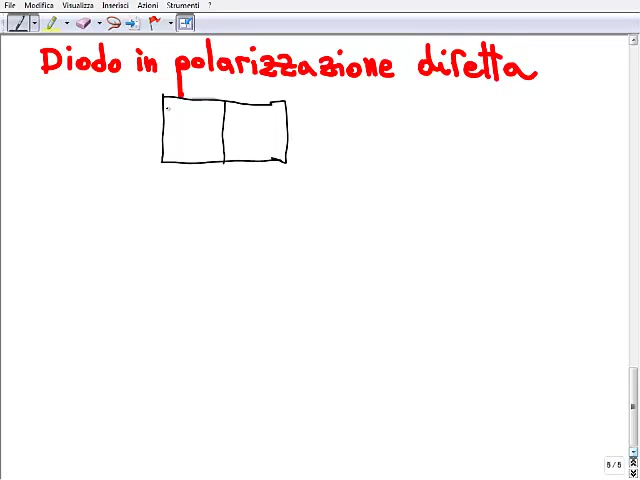 File Modifica Visualizza Inserisci Azioni Strumenti ?
Diodo in polarizzazione diretta
5 / 5